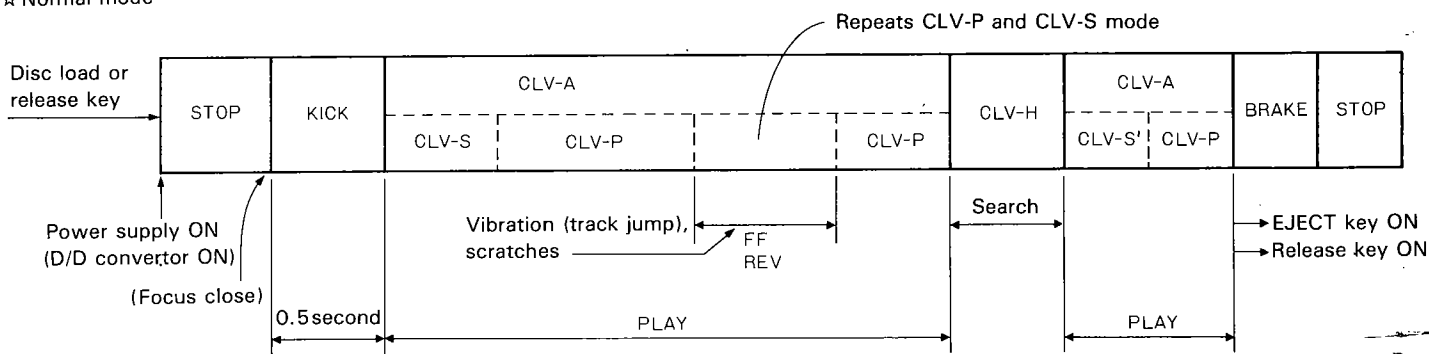 ☆ Normal mode
Repeats CLV-P and CLV-S mode
Disc load or
release key
STOP
KICK
CLV-A
CLV-S
CLV-P
CLV-P
CLV-H
CLV-A
CLV-S'
CLV-P
BRAKE
STOP
Power supply ON
(D/D convertor ON)
(Focus close)
Vibration (track jump),
scratches
FF
REV
Search
EJECT key ON
Release key ON
0.5second
PLAY
PLAY